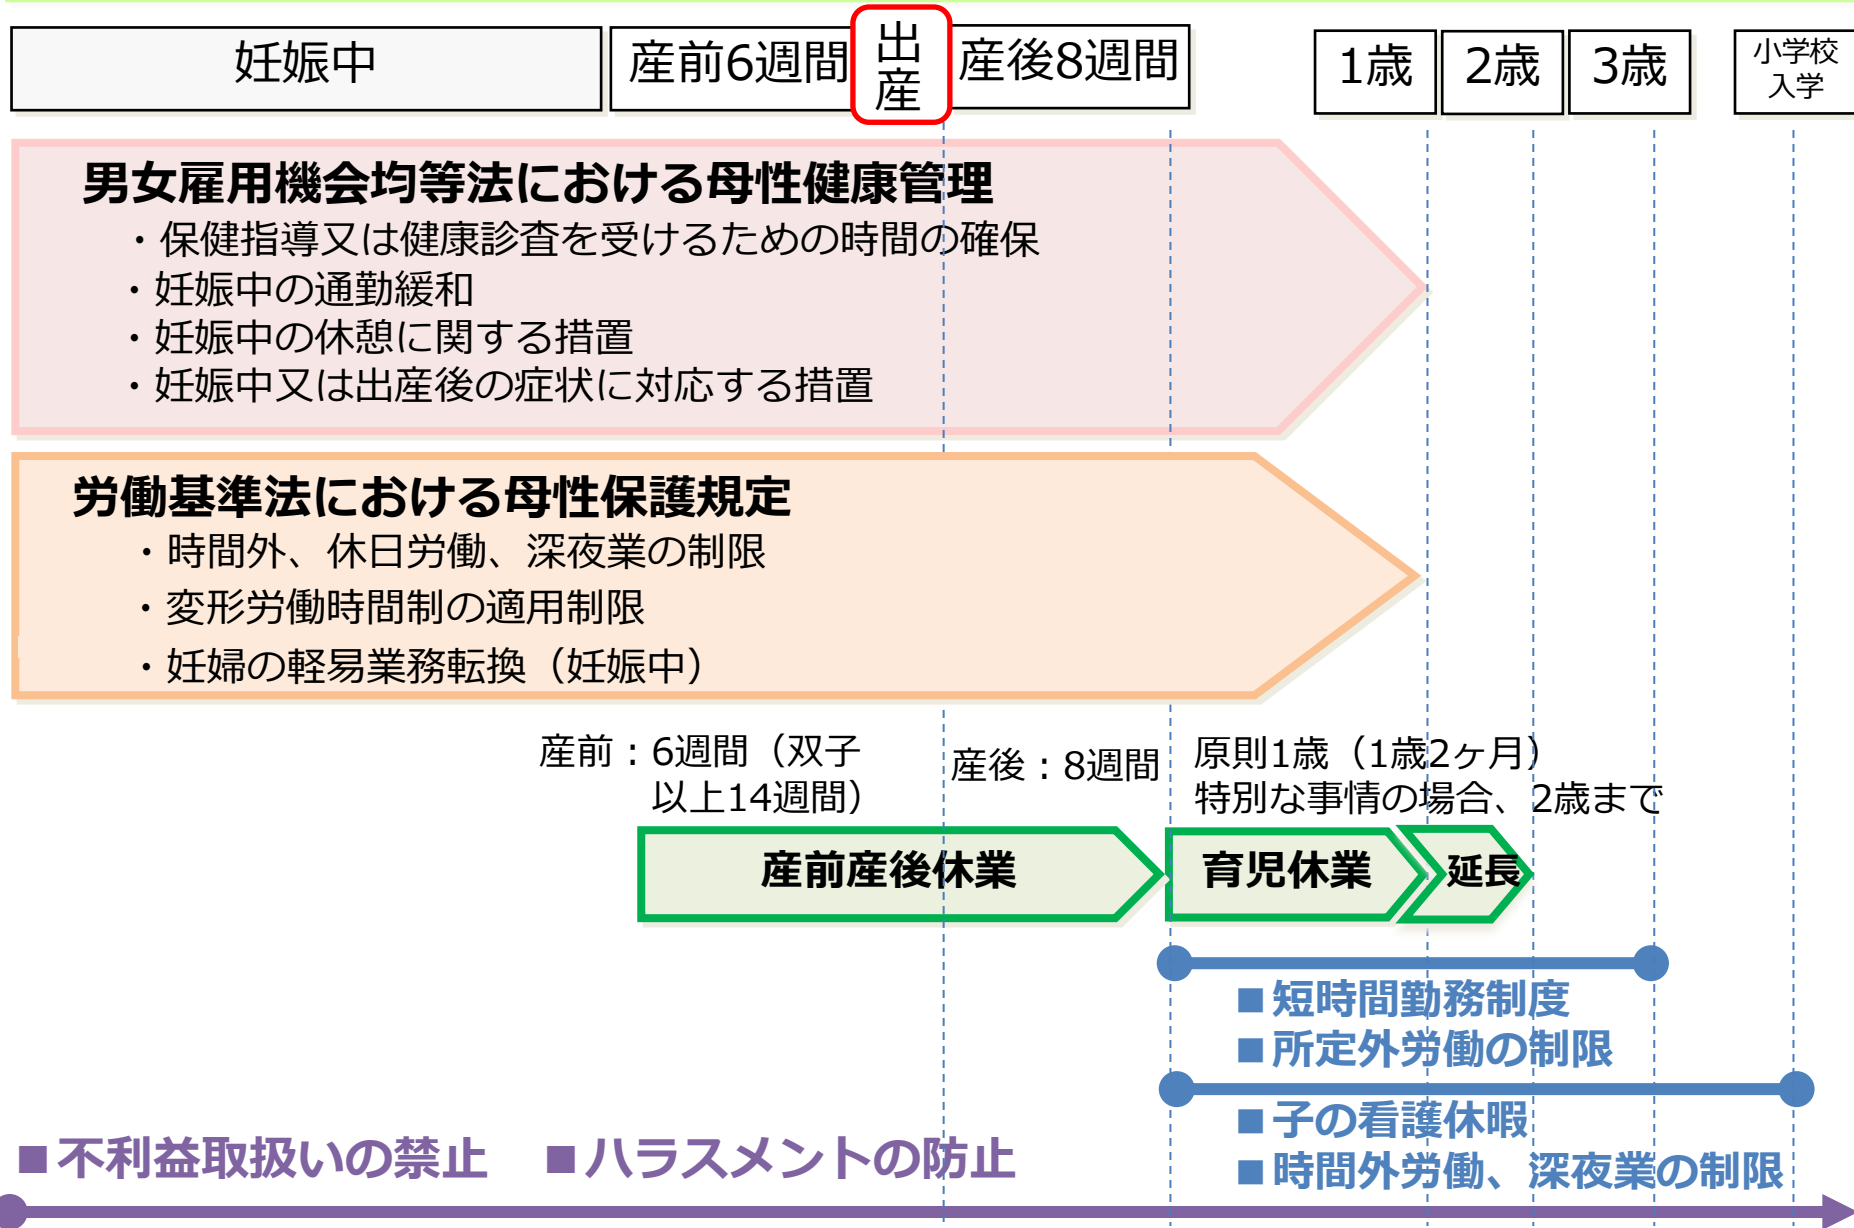 妊娠中
産前6週間
出
産
産後8週間
1歳
2歳
3歳
小学校
入学
男女雇用機会均等法における母性健康管理
・保健指導又は健康診査を受けるための時間の確保
・妊娠中の通勤緩和
・妊娠中の休憩に関する措置
・妊娠中又は出産後の症状に対応する措置
労働基準法における母性保護規定
・時間外、休日労働、深夜業の制限
・変形労働時間制の適用制限
・妊婦の軽易業務転換（妊娠中）
産前：6週間（双子
以上14週間）
産後：8週間
原則1歳（1歳2ヶ月）
特別な事情の場合、2歳まで
産前産後休業
育児休業
延長
■短時間勤務制度
■所定外労働の制限
■子の看護休暇
■時間外労働、深夜業の制限
■不利益取扱いの禁止 ■ハラスメントの防止